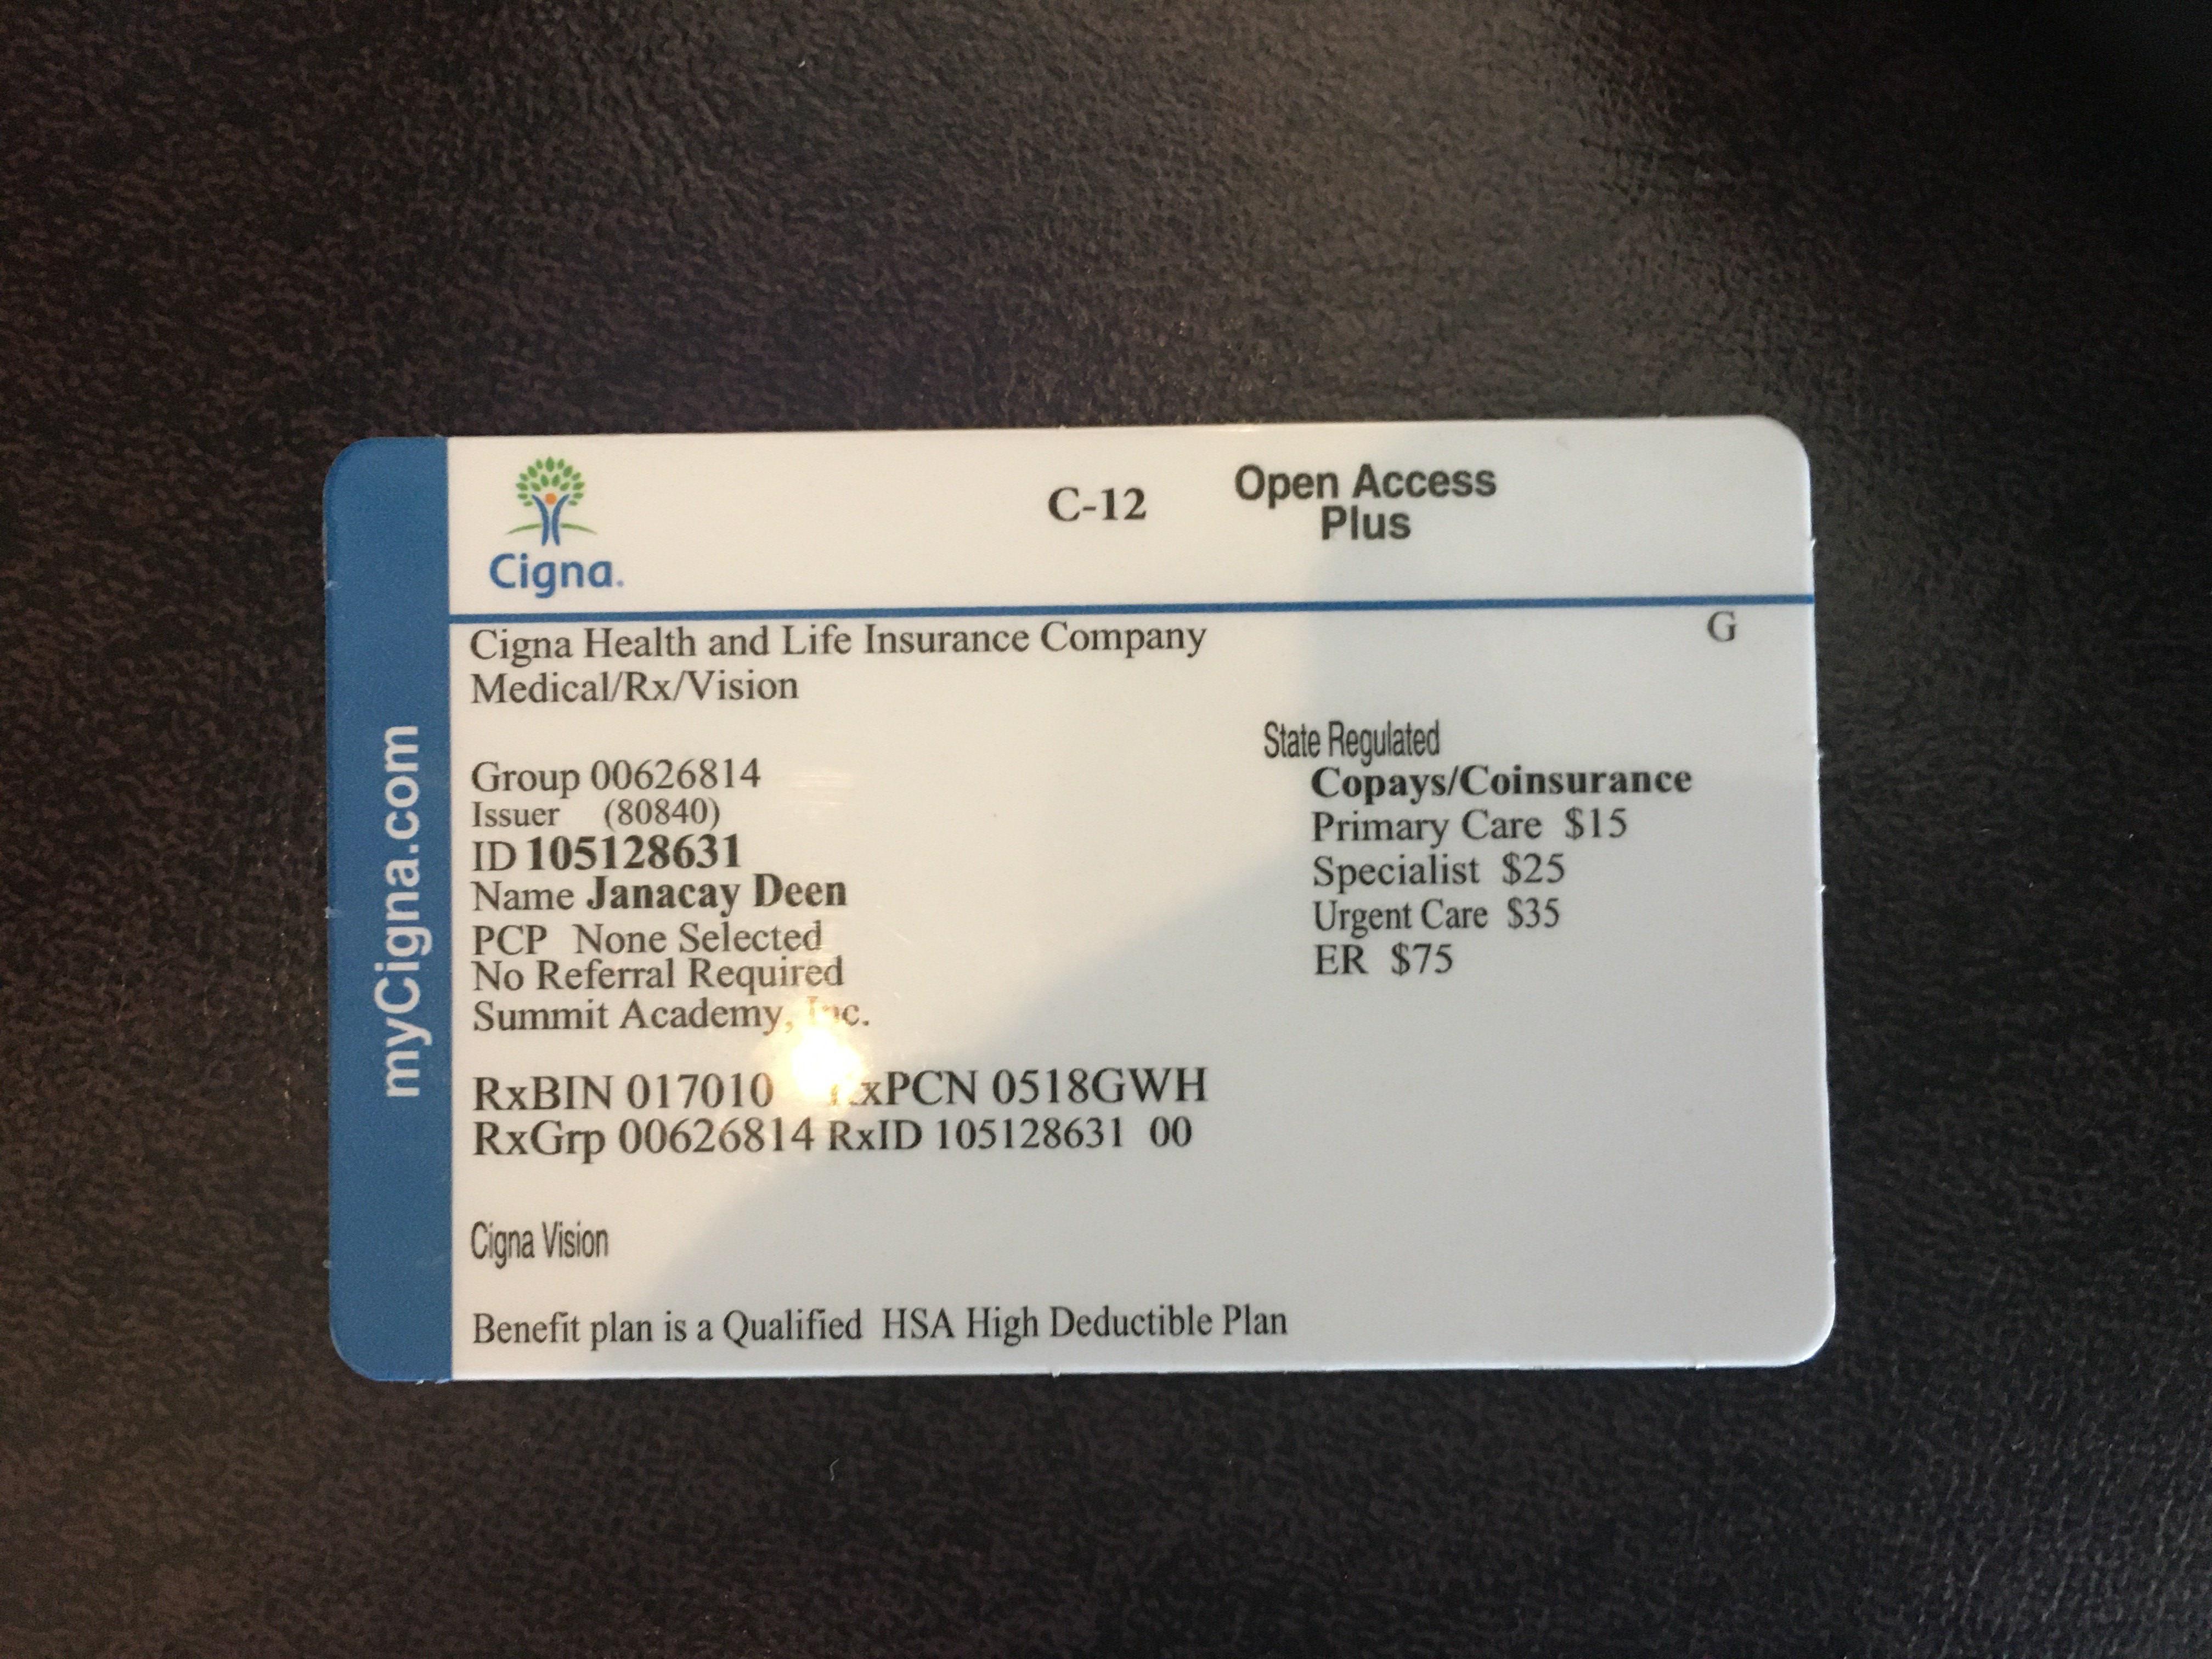 myCigna.com
Cigna.
C-12
Open Access
Plus
G
Cigna Health and Life Insurance Company
Medical/Rx/Vision
Group 00626814
Issuer (80840)
ID 105128631
Name Janacay Deen
PCP None Selected
No Referral Required
Summit Academy, Inc.
RxBIN 017010 RxPCN 0518GWH
RxGrp 00626814 RxID 105128631 00
State Regulated
Copays/Coinsurance
Primary Care $15
Specialist $25
Urgent Care $35
ER $75
Cigna Vision
Benefit plan is a Qualified HSA High Deductible Plan